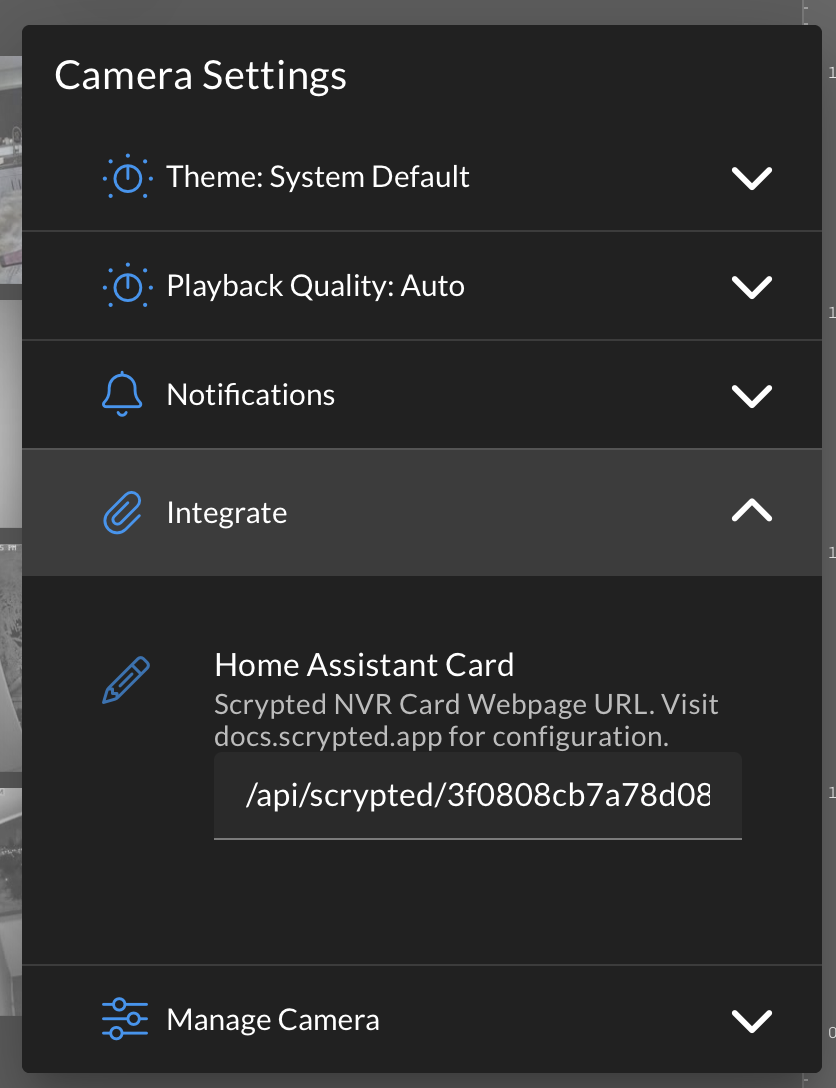 Camera Settings
Theme: System Default
Playback Quality: Auto
Notifications
Integrate
Home Assistant Card
Scrypted NVR Card Webpage URL. Visit
docs.scrypted.app for configuration.
/api/scrypted/3f0808cb7a78d08
Manage Camera